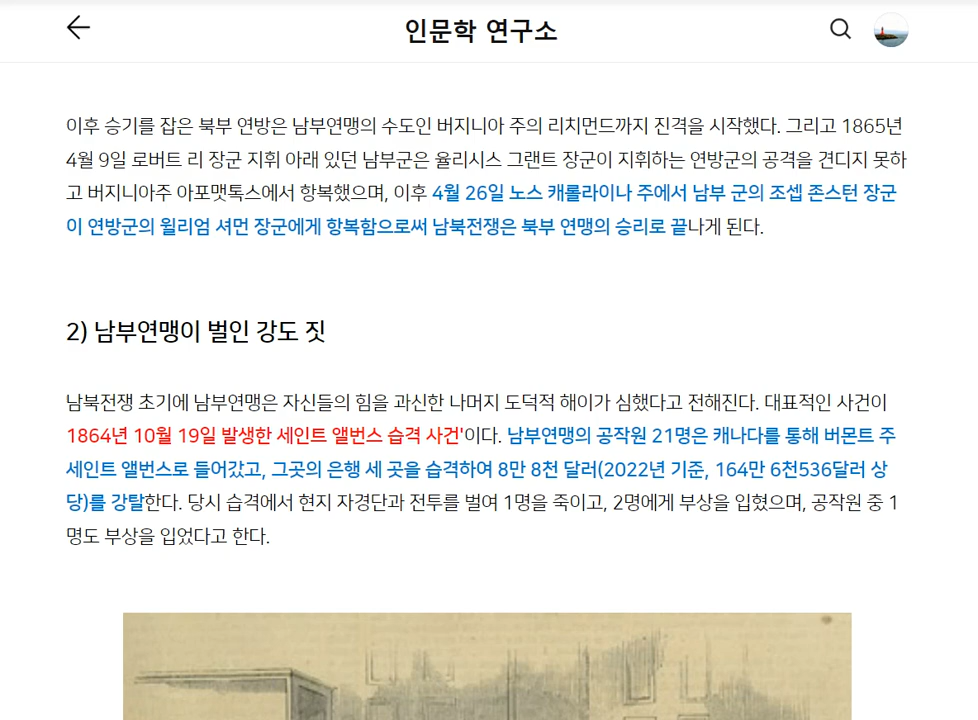 인문학 연구소
이후 승기를 잡은 북부 연방은 남부연맹의 수도인 버지니아 주의 리치먼드까지 진격을 시작했다. 그리고 1865년
4월 9일 로버트 리 장군 지휘 아래 있던 남부군은 율리시스 그랜트 장군이 지휘하는 연방군의 공격을 견디지 못하
고 버지니아주 아포맷톡스에서 항복했으며, 이후 4월 26일 노스 캐롤라이나 주에서 남부 군의 조셉 존스턴 장군
이 연방군의 윌리엄 셔먼 장군에게 항복함으로써 남북전쟁은 북부 연맹의 승리로 끝나게 된다.
2) 남부연맹이 벌인 강도 짓
남북전쟁 초기에 남부연맹은 자신들의 힘을 과신한 나머지 도덕적 해이가 심했다고 전해진다. 대표적인 사건이
1864년 10월 19일 발생한 세인트 앨번스 습격 사건'이다. 남부연맹의 공작원 21명은 캐나다를 통해 버몬트 주
세인트 앨번스로 들어갔고, 그곳의 은행 세 곳을 습격하여 8만 8천 달러(2022년 기준, 164만 6천536달러 상
당)를 강탈한다. 당시 습격에서 현지 자경단과 전투를 벌여 1명을 죽이고, 2명에게 부상을 입혔으며, 공작원 중 1
명도 부상을 입었다고 한다.